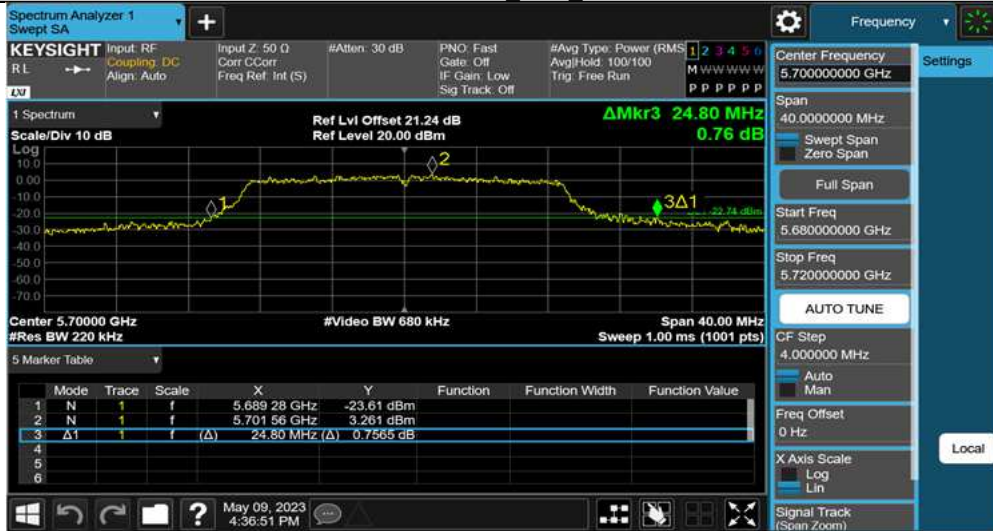 Spectrum Analyzer 1
Swept SA
+
Frequency
KEYSIGHT Input: RF Input Z: 50 Ω #Atten: 30 dB PNO: Fast #Avg Type: Power (RMS 1 2 3 4 5 6
RL Coupling: DC Corr CCorr Gate: Off Avg|Hold: 100/100 M W W W W W
Align: Auto Freq Ref: Int (S) IF Gain: Low Trig: Free Run
LXI Sig Track: Off P P P P P P
1 Spectrum Ref Lvl Offset 21.24 dB ΔMkr3 24.80 MHz
Scale/Div 10 dB Ref Level 20.00 dBm 0.76 dB
Log
10.0
0.00
-10.0
-20.0
-30.0
-40.0
-50.0
-60.0
-70.0
1
2
3Δ1
-22.74 dBm
Center 5.70000 GHz #Video BW 680 kHz Span 40.00 MHz
#Res BW 220 kHz Sweep 1.00 ms (1001 pts)
5 Marker Table
Mode Trace Scale X Y Function Function Width Function Value
1 N 1 f 5.689 28 GHz -23.61 dBm
2 N 1 f 5.701 56 GHz 3.261 dBm
3 Δ1 1 f (Δ) 24.80 MHz (Δ) 0.7565 dB
4
5
6
?
May 09, 2023
4:36:51 PM
Center Frequency
5.700000000 GHz
Span
40.0000000 MHz
Swept Span
Zero Span
Full Span
Start Freq
5.680000000 GHz
Stop Freq
5.720000000 GHz
AUTO TUNE
CF Step
4.000000 MHz
Auto
Man
Freq Offset
0 Hz
X Axis Scale
Log
Lin
Signal Track
(Span Zoom)
Settings
Local